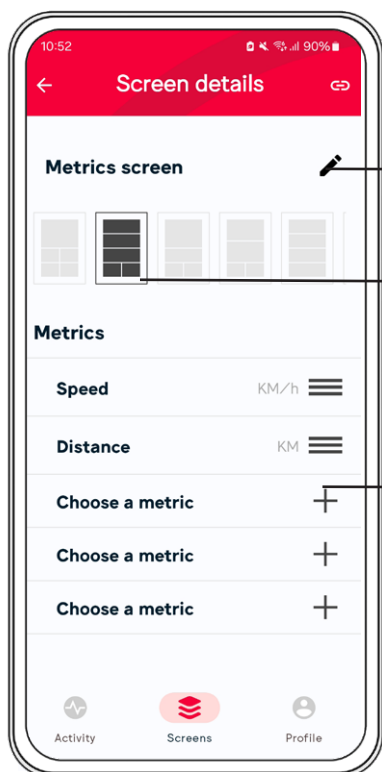 10:52 90%
Screen details
Metrics screen
Metrics
Speed KM/h
Distance KM
Choose a metric
Choose a metric
Choose a metric
Activity Screens Profile